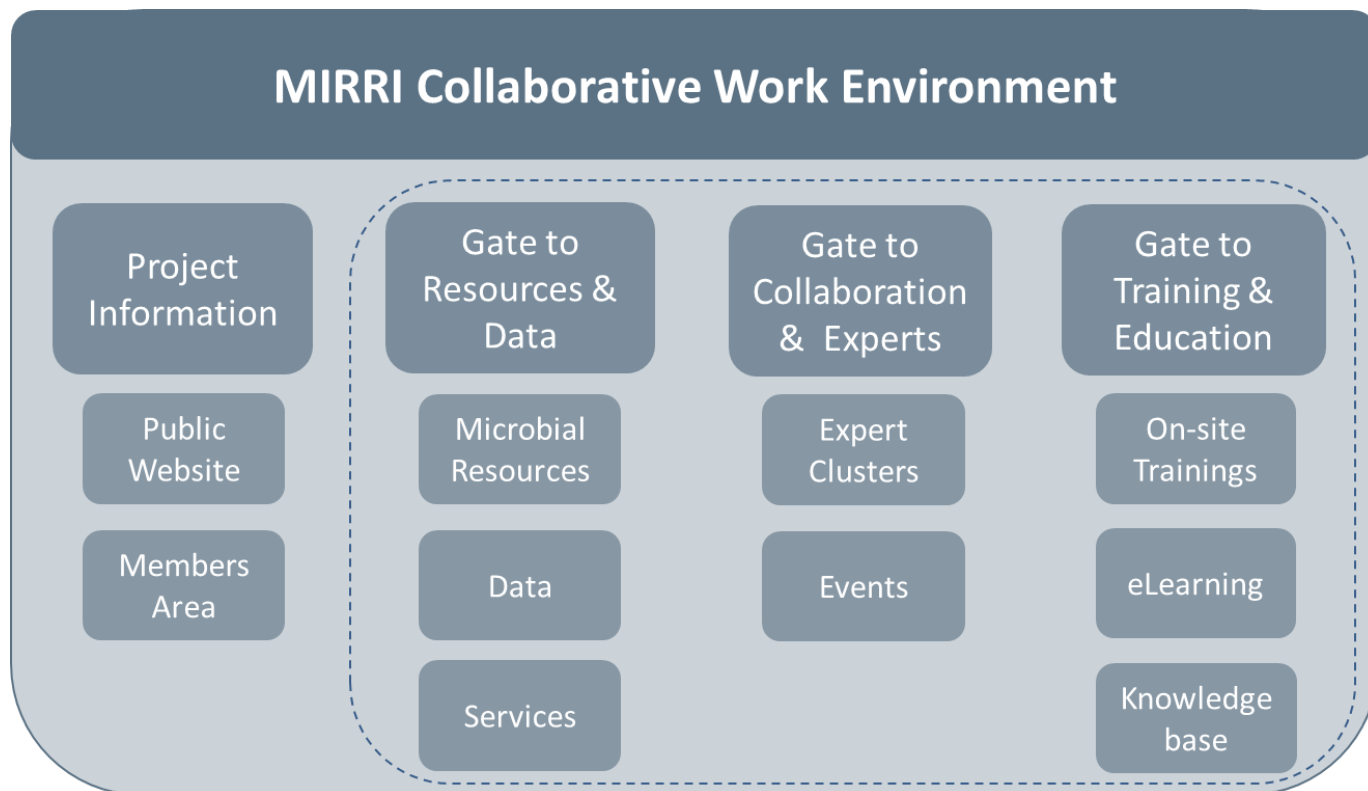 MIRRI Collaborative Work Environment
Project
Information
Public
Website
Members
Area
Gate to
Resources &
Data
Microbial
Resources
Data
Services
Gate to
Collaboration
& Experts
Expert
Clusters
Events
Gate to
Training &
Education
On-site
Trainings
eLearning
Knowledge
base